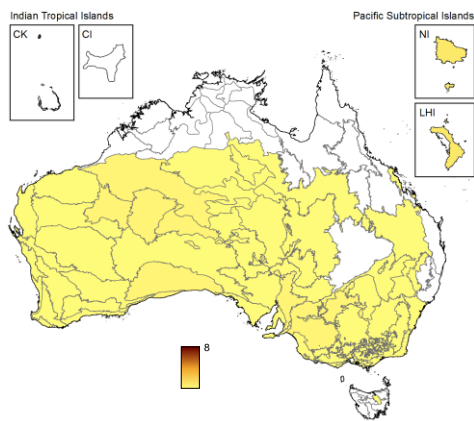 Indian Tropical Islands
Pacific Subtropical Islands
CK
CI
NI
LHI
8
0